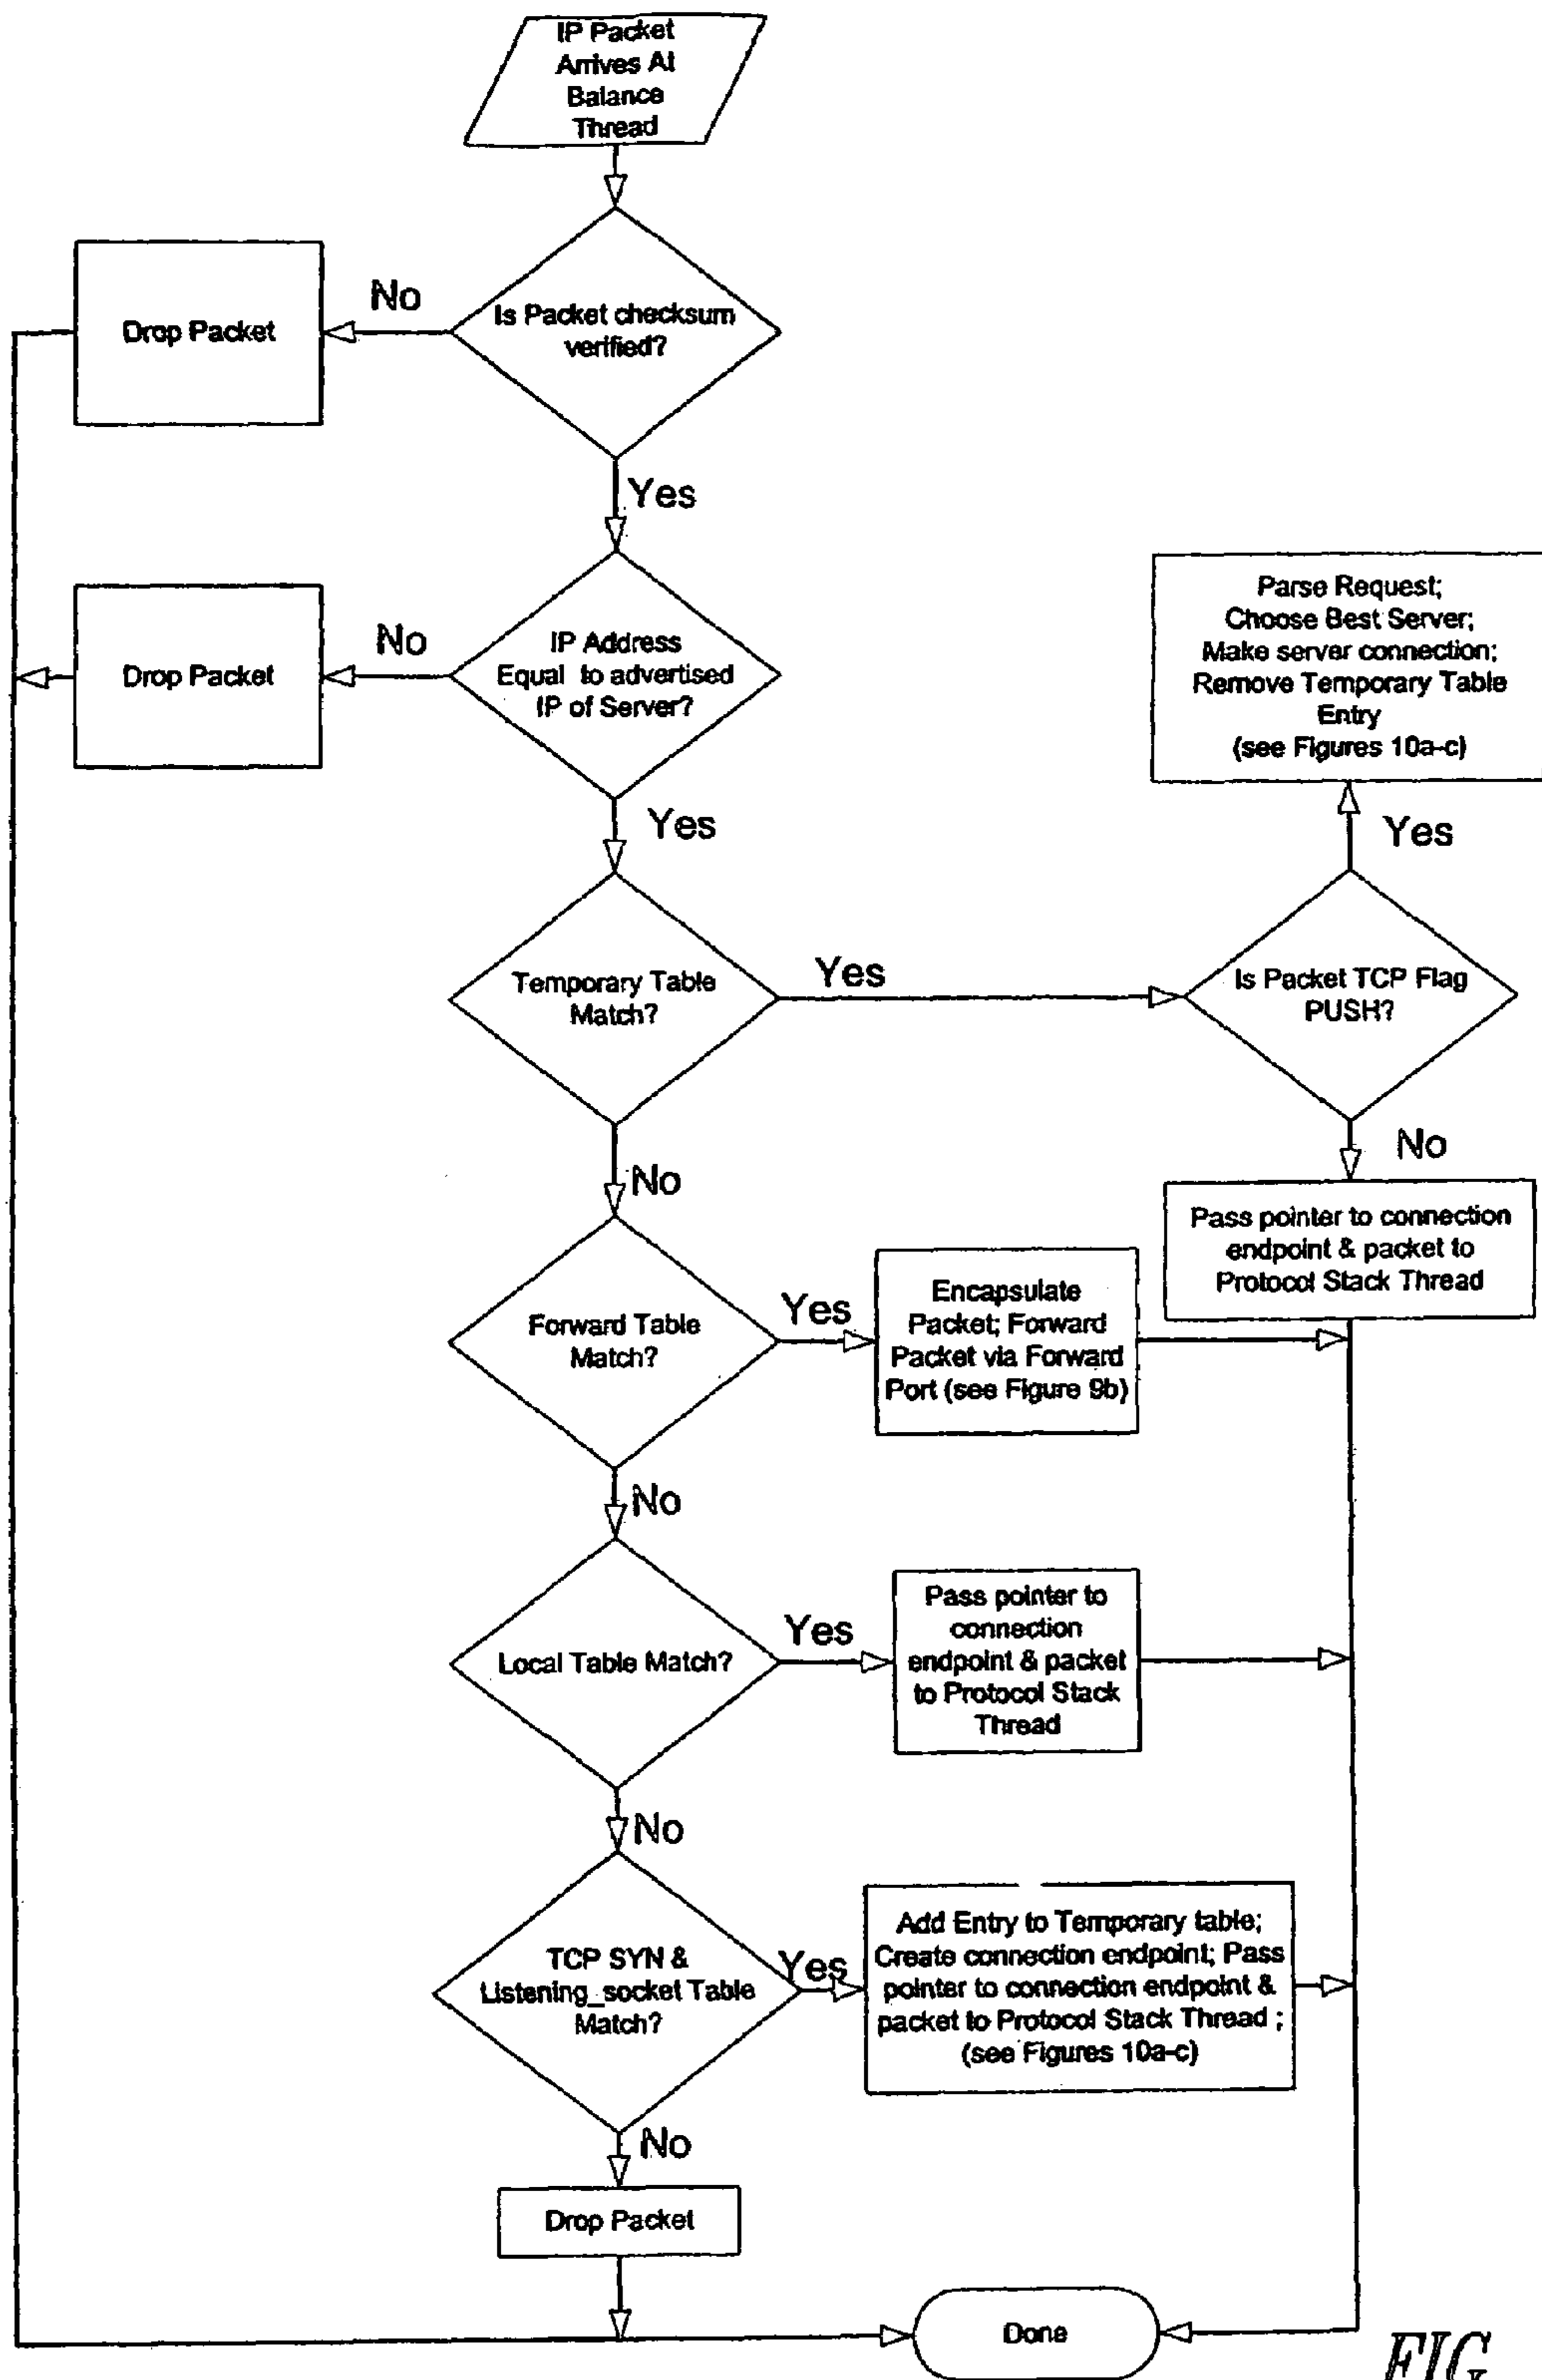 IP Packet
Arrives At
Balance
Thread
No
Drop Packet
Is Packet checksum
verified?
Yes
No
Drop Packet
IP Address
Equal to advertised
IP of Server?
Parse Request;
Choose Best Server;
Make server connection;
Remove Temporary Table
Entry
(see Figures 10a-c)
Yes
Yes
Temporary Table
Match?
Yes
Is Packet TCP Flag
PUSH?
No
No
Pass pointer to connection
endpoint & packet to
Protocol Stack Thread
Forward Table
Match?
Yes
Encapsulate
Packet; Forward
Packet via Forward
Port (see Figure 9b)
No
Local Table Match?
Yes
Pass pointer to
connection
endpoint & packet
to Protocol Stack
Thread
No
TCP SYN &
Listening_socket Table
Match?
Yes
Add Entry to Temporary table;
Create connection endpoint; Pass
pointer to connection endpoint &
packet to Protocol Stack Thread ;
(see Figures 10a-c)
No
Drop Packet
Done
FIG